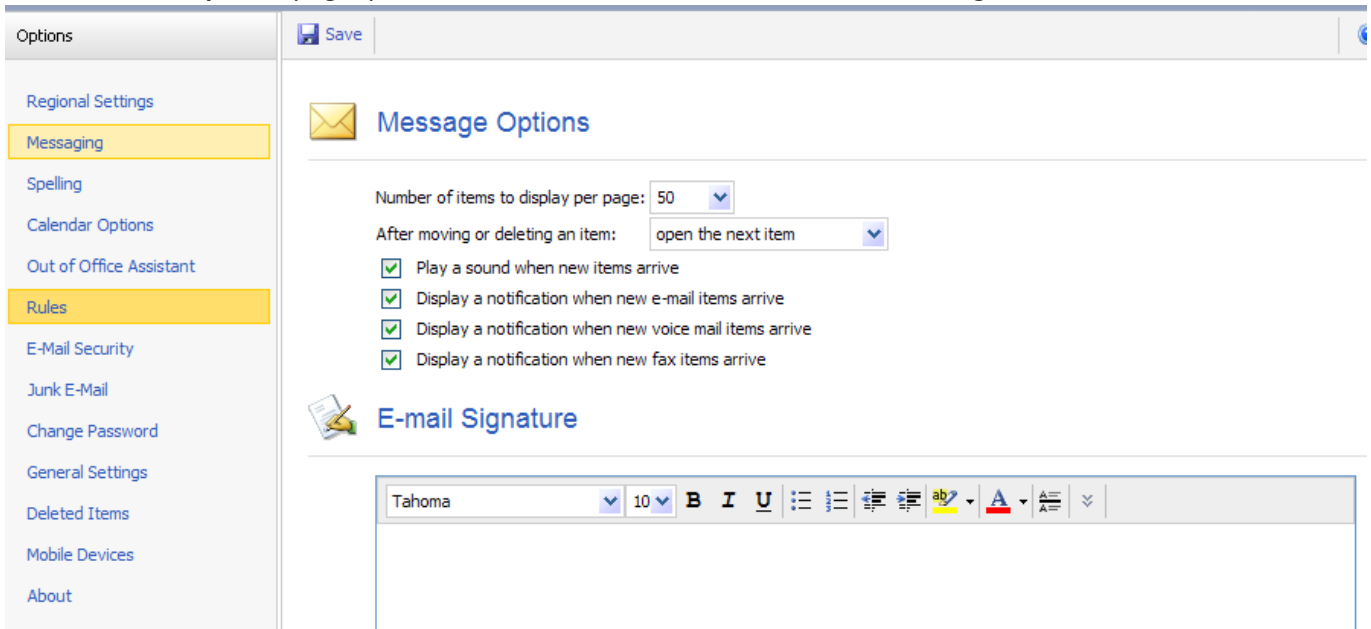 Options
Save
Regional Settings
Messaging
Spelling
Calendar Options
Out of Office Assistant
Rules
E-Mail Security
Junk E-Mail
Change Password
General Settings
Deleted Items
Mobile Devices
About
Message Options
Number of items to display per page: 50
After moving or deleting an item: open the next item
Play a sound when new items arrive
Display a notification when new e-mail items arrive
Display a notification when new voice mail items arrive
Display a notification when new fax items arrive
E-mail Signature
Tahoma 10 B I U